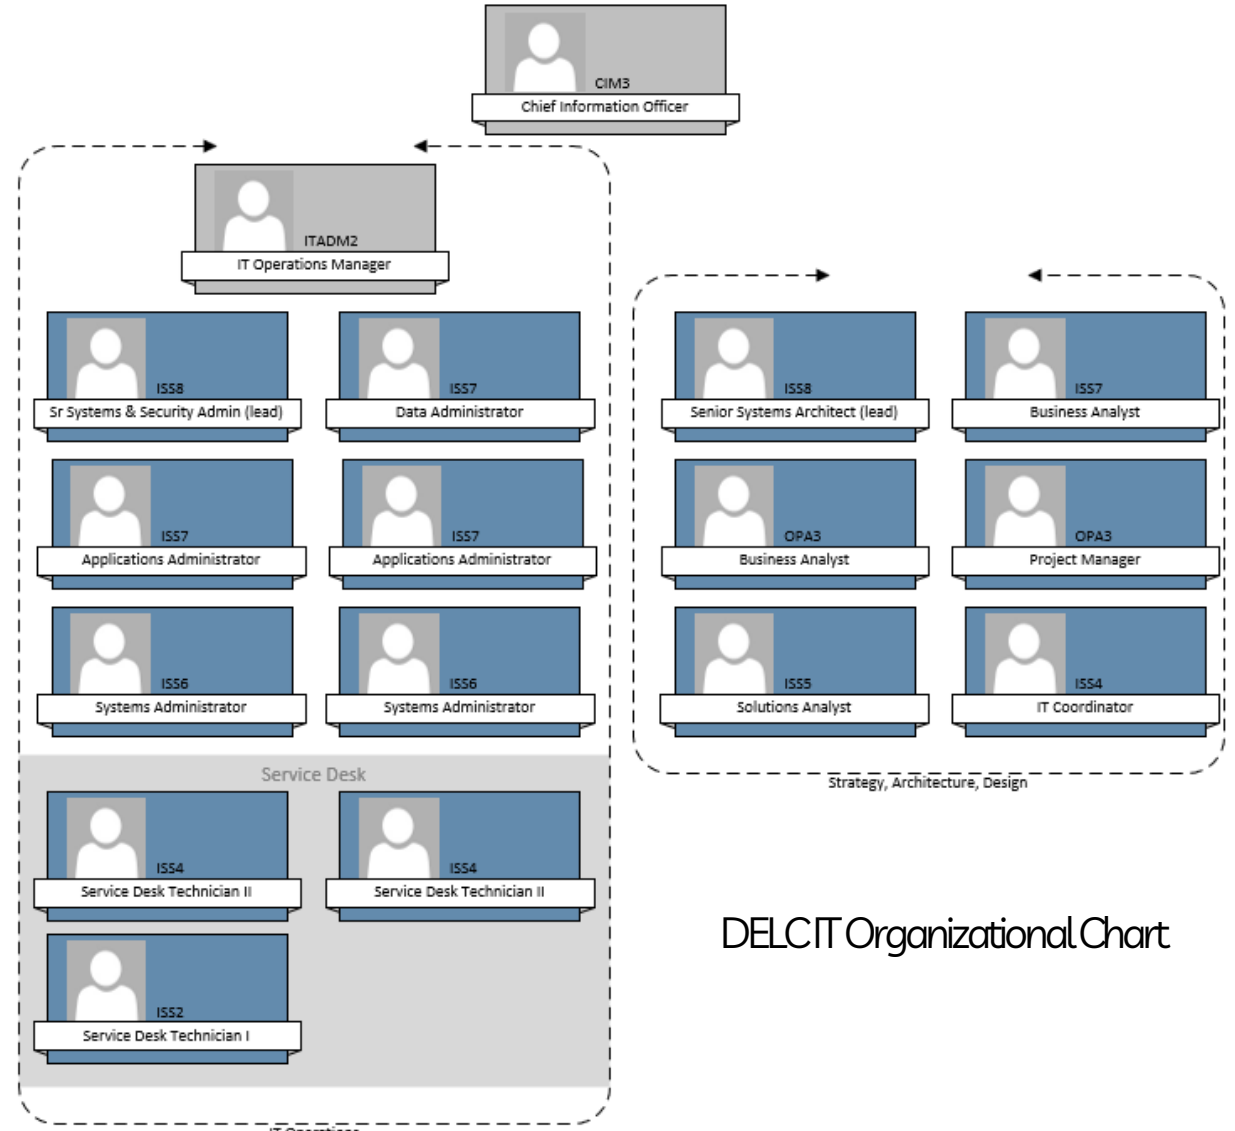 CIM3
Chief Information Officer
ITADM2
IT Operations Manager
ISS8
Sr Systems & Security Admin (lead)
ISS7
Data Administrator
ISS7
Applications Administrator
ISS7
Applications Administrator
ISS6
Systems Administrator
ISS6
Systems Administrator
Service Desk
ISS4
Service Desk Technician II
ISS4
Service Desk Technician II
ISS2
Service Desk Technician I
IT Operations
ISS8
Senior Systems Architect (lead)
ISS7
Business Analyst
OPA3
Business Analyst
OPA3
Project Manager
ISS5
Solutions Analyst
ISS4
IT Coordinator
Strategy, Architecture, Design
DELC IT Organizational Chart